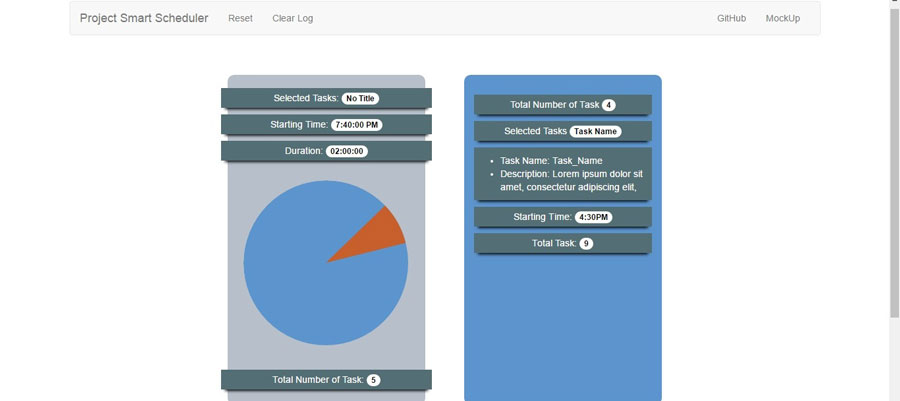 Project Smart Scheduler Reset Clear Log GitHub MockUp
Selected Tasks: No Title
Starting Time: 7:40:00 PM
Duration: 02:00:00
Total Number of Task: 5
Total Number of Task 4
Selected Tasks Task Name
Task Name: Task_Name
Description: Lorem ipsum dolor sit
amet, consectetur adipiscing elit,
Starting Time: 4:30PM
Total Task: 9